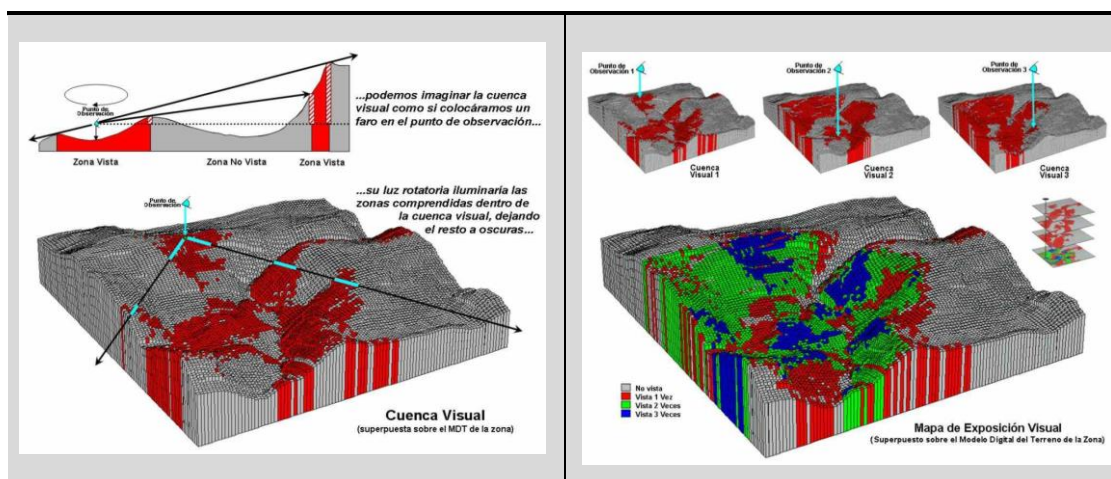 Punto de
Observación
Zona Vista
Zona No Vista
Zona Vista
...podemos imaginar la cuenca
visual como si colocáramos un
faro en el punto de observación...
...su luz rotatoria iluminaría las
zonas comprendidas dentro de
la cuenca visual, dejando
el resto a oscuras...
Punto de
Observación
Cuenca Visual
(superpuesta sobre el MDT de la zona)
Punto de
Observación 1
Punto de
Observación 2
Punto de
Observación 3
Cuenca
Visual 1
Cuenca
Visual 2
Cuenca
Visual 3
No vista
Vista 1 Vez
Vista 2 Veces
Vista 3 Veces
Mapa de Exposición Visual
(Superpuesto sobre el Modelo Digital del Terreno de la Zona)